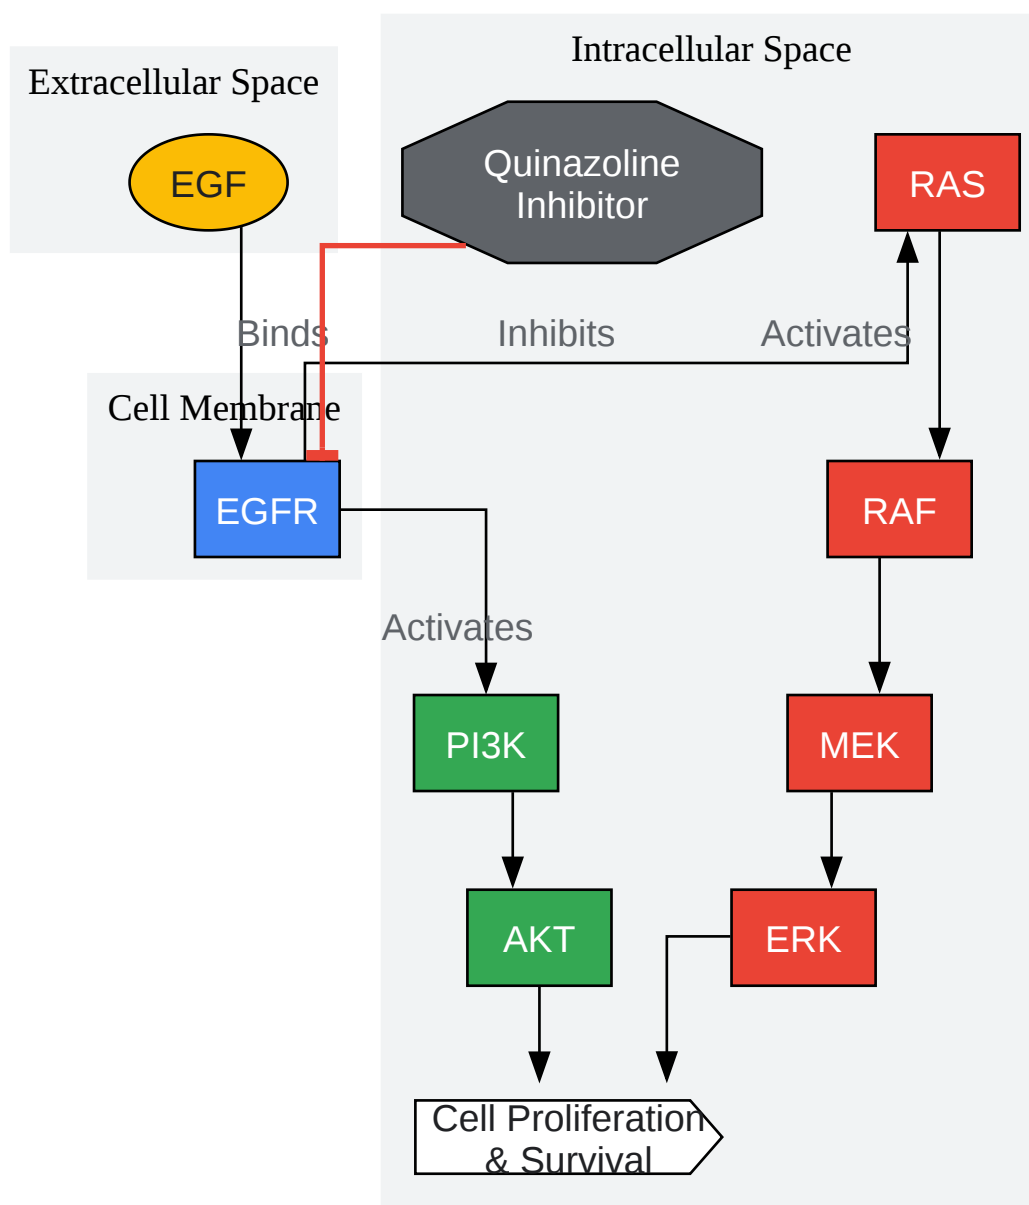 Intracellular Space
Extracellular Space
EGF
Quinazoline
Inhibitor
RAS
Binds
Inhibits
Activates
Cell Membrane
EGFR
RAF
Activates
PI3K
MEK
AKT
ERK
Cell Proliferation
& Survival